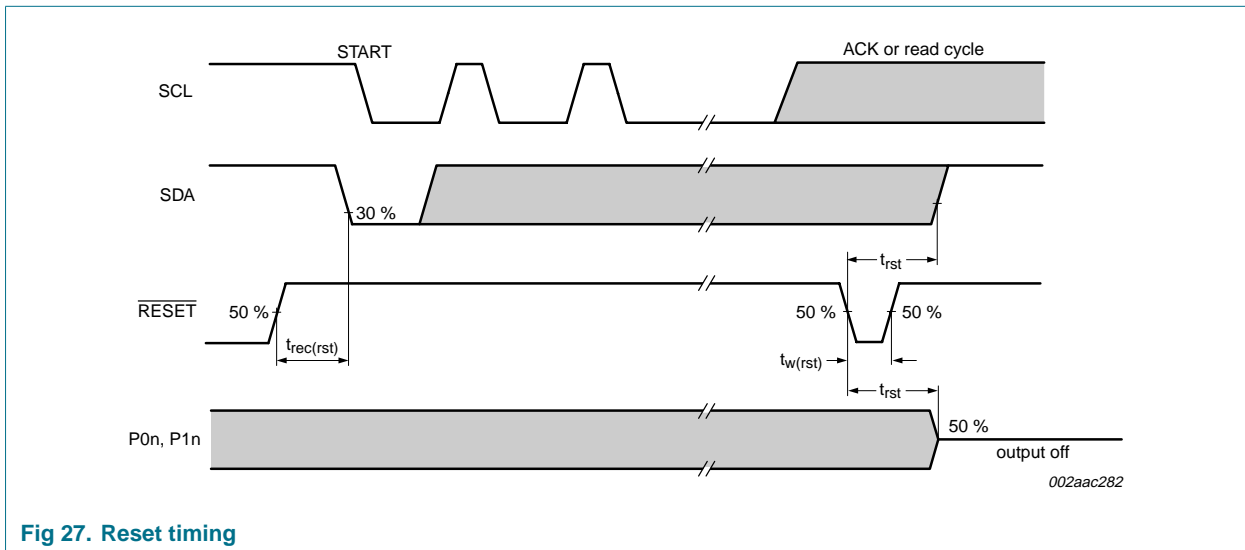 START
ACK or read cycle
SCL
SDA
30 %
t_rst
RESET
50 %
50 %
50 %
t_rec(rst)
t_w(rst)
t_rst
P0n, P1n
50 %
output off
002aac282
Fig 27. Reset timing